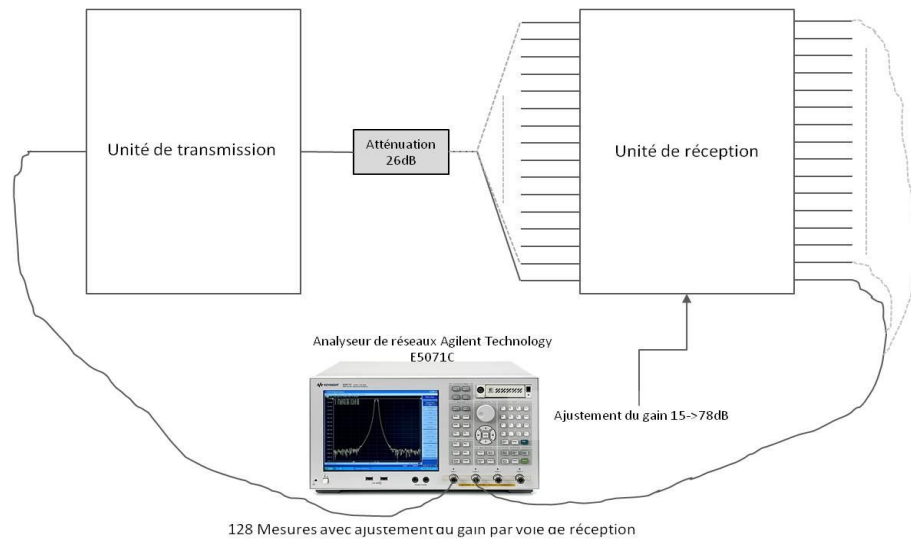 Unité de transmission
Atténuation
26dB
Unité de réception
Analyseur de réseaux Agilent Technology
E5071C
Ajustement du gain 15->78dB
128 Mesures avec ajustement du gain par voie de réception